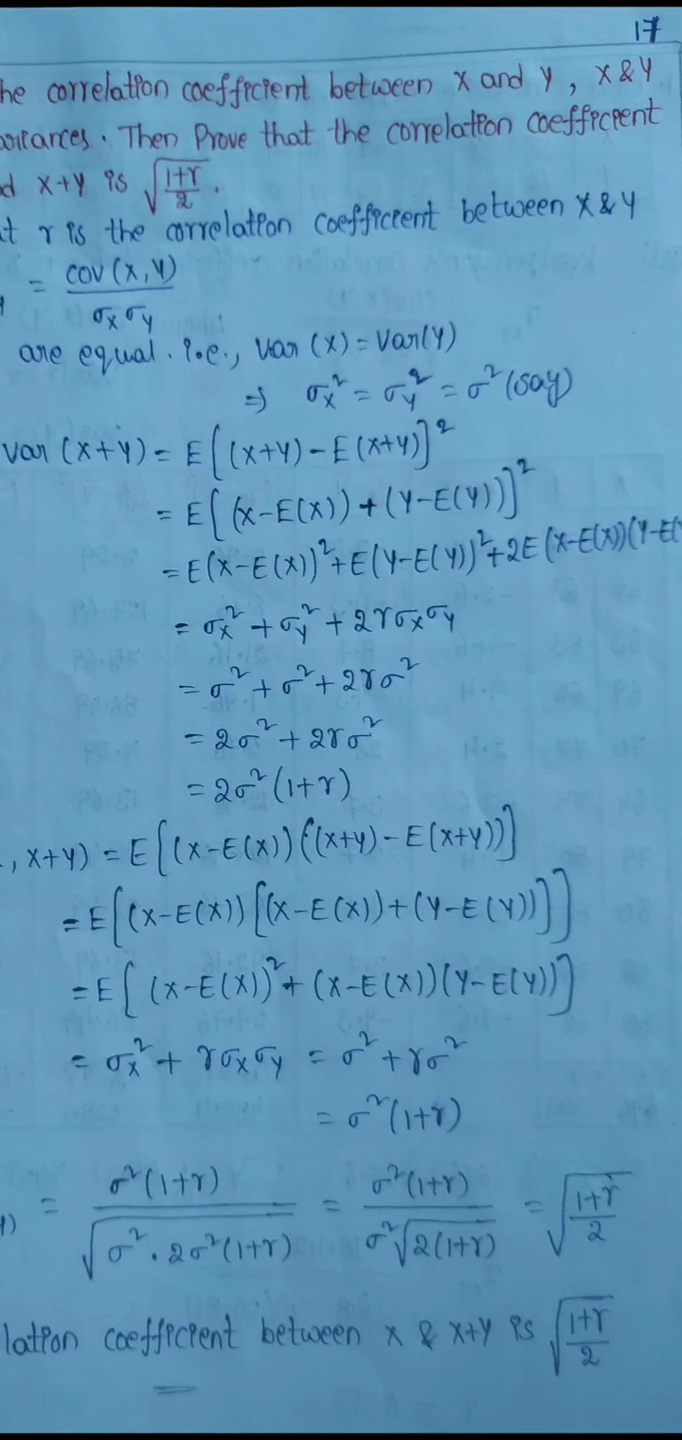 17
he correlation coefficient between x and y, x & y
Then Prove that the correlation coefficient
d x+y is √(1+r/2).
t r is the correlation coefficient between x & y
= cov(x,y)/σxσy
are equal. i.e., var(x) = var(y)
⇒ σx² = σy² = σ² (say)
var(x+y) = E[(x+y)-E(x+y)]²
= E[(x-E(x))+(y-E(y))]²
= E(x-E(x))²+E(y-E(y))²+2E(x-E(x))(y-E(y
= σx² + σy² + 2rσxσy
= σ² + σ² + 2rσ²
= 2σ² + 2rσ²
= 2σ²(1+r)
, x+y) = E[(x-E(x))((x+y)-E(x+y))]
= E[(x-E(x))[(x-E(x))+(y-E(y))]]
= E[(x-E(x))²+(x-E(x))(y-E(y))]
= σx² + rσxσy = σ² + rσ²
= σ²(1+r)
) = σ²(1+r)/√(σ².2σ²(1+r)) = σ²(1+r)/σ²√(2(1+r)) = √(1+r/2)
lation coefficient between x & x+y is √(1+r/2)